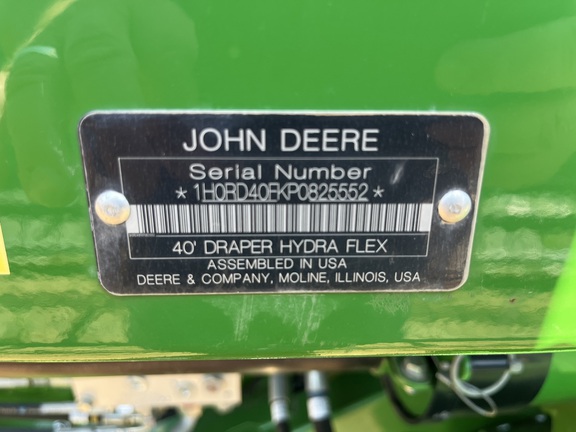 JOHN DEERE
Serial Number
*1H0RD40FKP0825552*
40' DRAPER HYDRA FLEX
ASSEMBLED IN USA
DEERE & COMPANY, MOLINE, ILLINOIS, USA